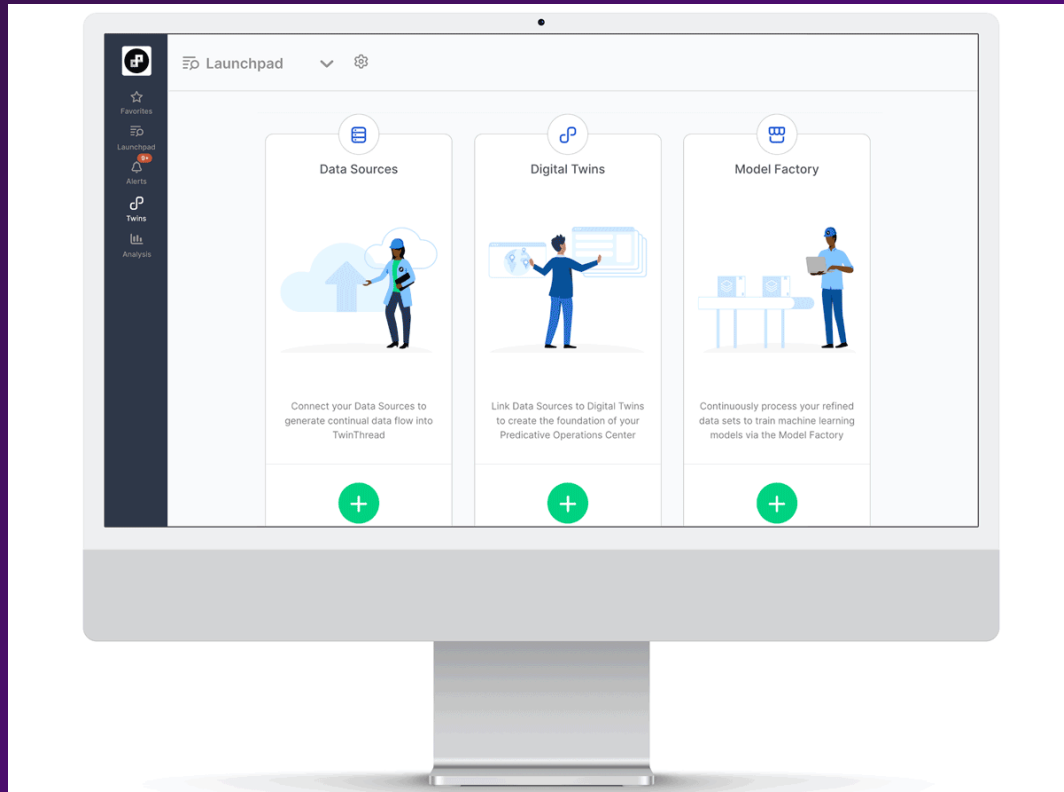 Launchpad
Favorites
Launchpad
9+
Alerts
Twins
Analysis
Data Sources
Connect your Data Sources to
generate continual data flow into
TwinThread
Digital Twins
Link Data Sources to Digital Twins
to create the foundation of your
Predicative Operations Center
Model Factory
Continuously process your refined
data sets to train machine learning
models via the Model Factory